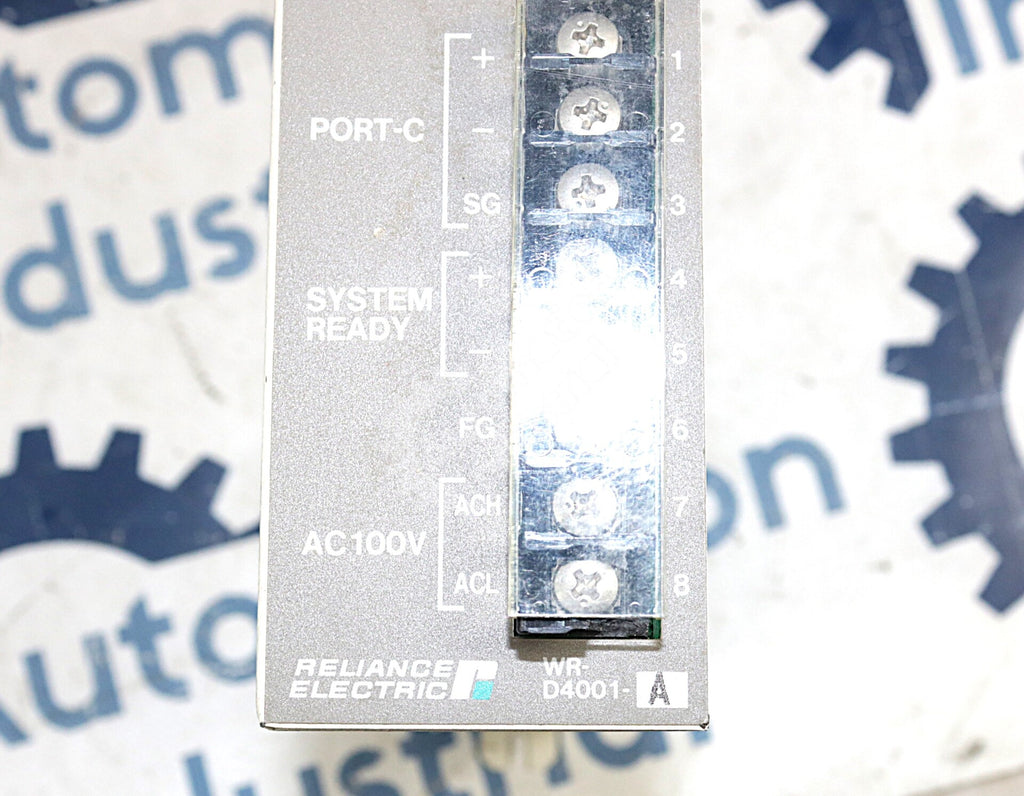 + 1
PORT-C
− 2
SG 3
+ 4
SYSTEM
READY
− 5
FG 6
ACH 7
AC100V
ACL 8
RELIANCE
ELECTRIC
WR-
D4001-A